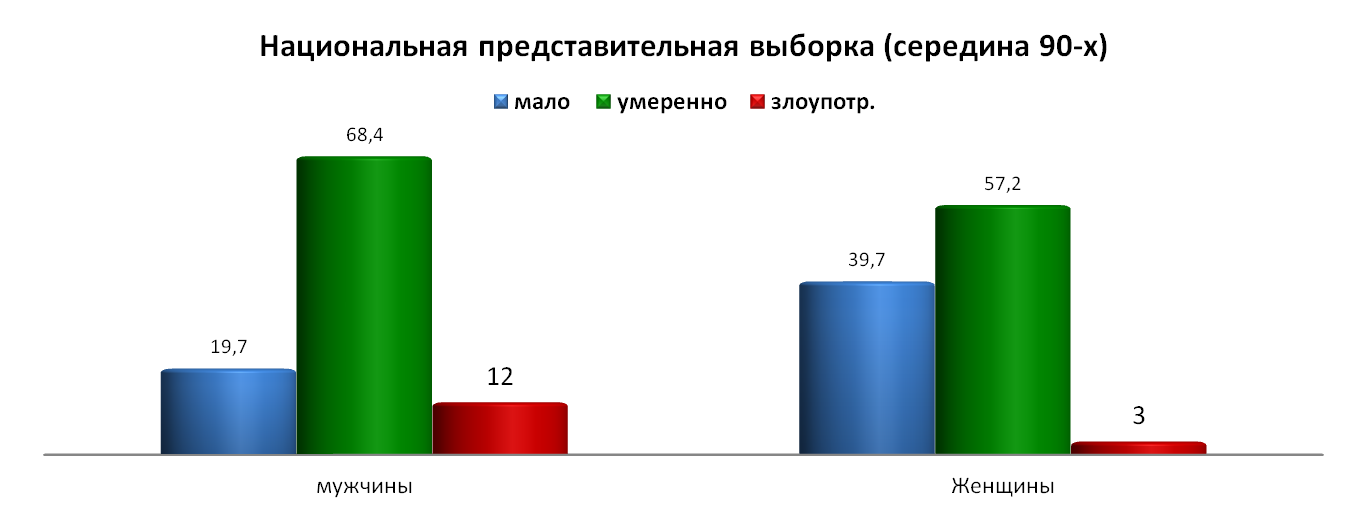 Национальная представительная выборка (середина 90-х)
мало умеренно злоупотр.
68,4
57,2
39,7
19,7
12
3
мужчины Женщины